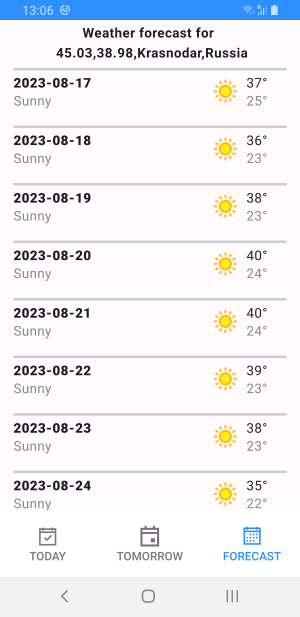 13:06
Weather forecast for
45.03,38.98,Krasnodar,Russia
2023-08-17 37°
Sunny 25°
2023-08-18 36°
Sunny 23°
2023-08-19 38°
Sunny 23°
2023-08-20 40°
Sunny 24°
2023-08-21 40°
Sunny 24°
2023-08-22 39°
Sunny 23°
2023-08-23 38°
Sunny 23°
2023-08-24 35°
Sunny 22°
TODAY TOMORROW FORECAST